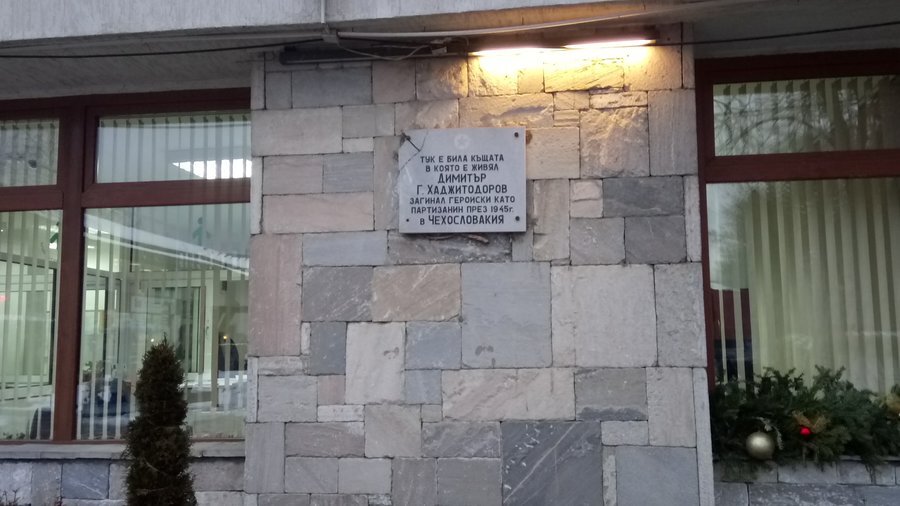 ТУК Е БИЛА КЪЩАТА
В КОЯТО Е ЖИВЯЛ
ДИМИТЪР
Г. ХАДЖИТОДОРОВ
ЗАГИНАЛ ГЕРОИСКИ КАТО
ПАРТИЗАНИН ПРЕЗ 1945г.
В ЧЕХОСЛОВАКИЯ